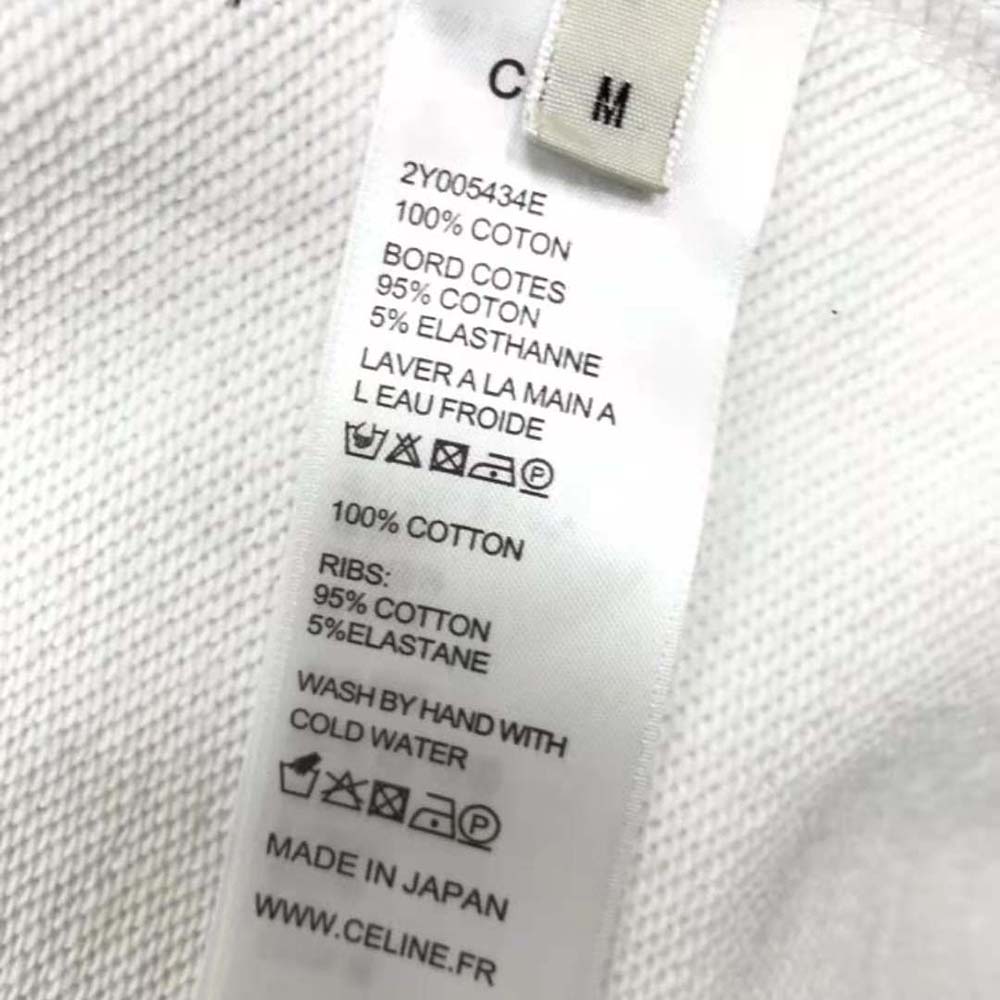 C
M
2Y005434E
100% COTON
BORD COTES
95% COTON
5% ELASTHANNE
LAVER A LA MAIN A
L EAU FROIDE
P
100% COTTON
RIBS:
95% COTTON
5%ELASTANE
WASH BY HAND WITH
COLD WATER
P
MADE IN JAPAN
WWW.CELINE.FR